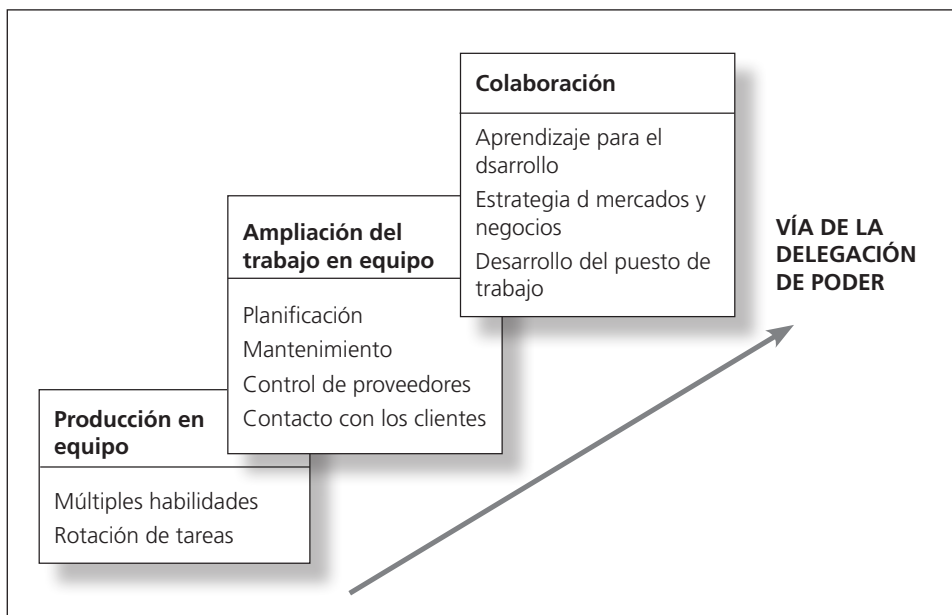 Colaboración
Aprendizaje para el
dsarrollo
Estrategia d mercados y
negocios
Desarrollo del puesto de
trabajo
VÍA DE LA
DELEGACIÓN
DE PODER
Ampliación del
trabajo en equipo
Planificación
Mantenimiento
Control de proveedores
Contacto con los clientes
Producción en
equipo
Múltiples habilidades
Rotación de tareas